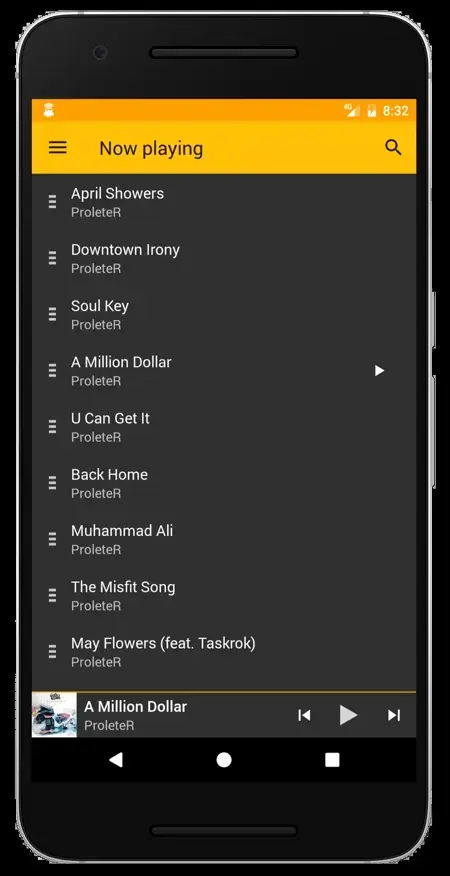 4G
8:32
Now playing
April Showers
ProleteR
Downtown Irony
ProleteR
Soul Key
ProleteR
A Million Dollar
ProleteR
U Can Get It
ProleteR
Back Home
ProleteR
Muhammad Ali
ProleteR
The Misfit Song
ProleteR
May Flowers (feat. Taskrok)
ProleteR
A Million Dollar
ProleteR